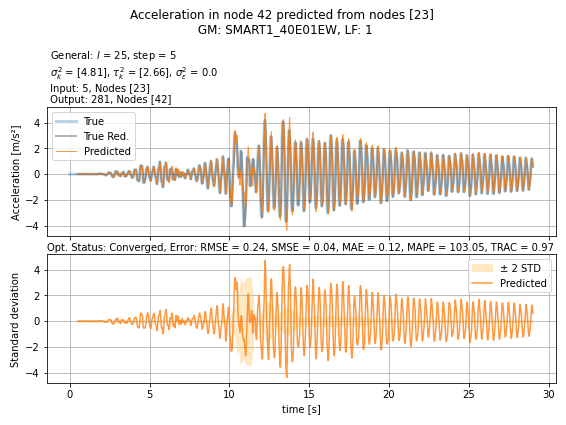 Acceleration in node 42 predicted from nodes [23]
GM: SMART1_40E01EW, LF: 1
General: l = 25, step = 5
σ²ₖ = [4.81], τ²ₖ = [2.66], σ²ε = 0.0
Input: 5, Nodes [23]
Output: 281, Nodes [42]
True
True Red.
Predicted
Acceleration [m/s²]
4
2
0
−2
−4
Opt. Status: Converged, Error: RMSE = 0.24, SMSE = 0.04, MAE = 0.12, MAPE = 103.05, TRAC = 0.97
± 2 STD
Predicted
Standard deviation
4
2
0
−2
−4
0 5 10 15 20 25 30
time [s]